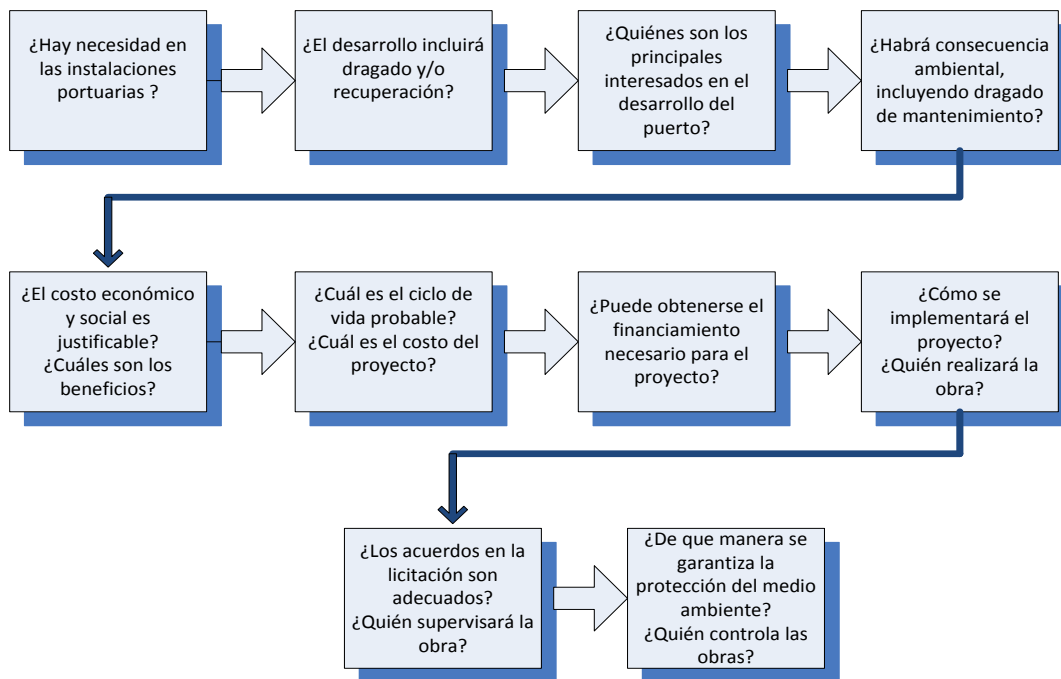 ¿Hay necesidad en
las instalaciones
portuarias ?
¿El desarrollo incluirá
dragado y/o
recuperación?
¿Quiénes son los
principales
interesados en el
desarrollo del
puerto?
¿Habrá consecuencia
ambiental,
incluyendo dragado
de mantenimiento?
¿El costo económico
y social es
justificable?
¿Cuáles son los
beneficios?
¿Cuál es el ciclo de
vida probable?
¿Cuál es el costo del
proyecto?
¿Puede obtenerse el
financiamiento
necesario para el
proyecto?
¿Cómo se
implementará el
proyecto?
¿Quién realizará la
obra?
¿Los acuerdos en la
licitación son
adecuados?
¿Quién supervisará la
obra?
¿De que manera se
garantiza la
protección del medio
ambiente?
¿Quién controla las
obras?